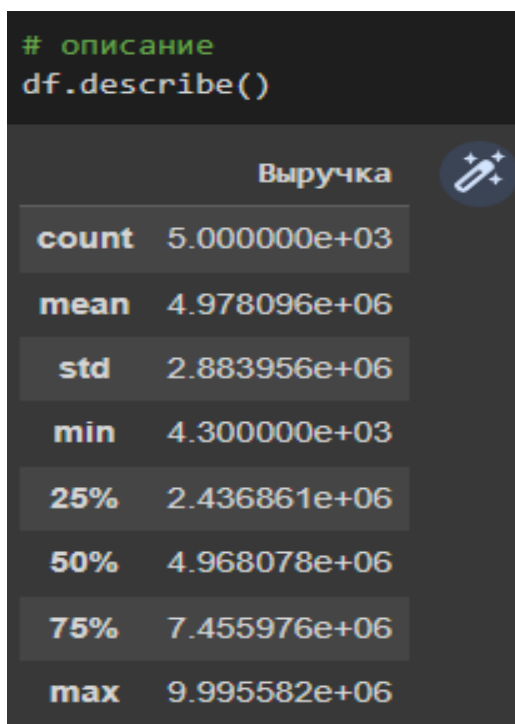 # описание
df.describe()
Выручка
count 5.000000e+03
mean 4.978096e+06
std 2.883956e+06
min 4.300000e+03
25% 2.436861e+06
50% 4.968078e+06
75% 7.455976e+06
max 9.995582e+06